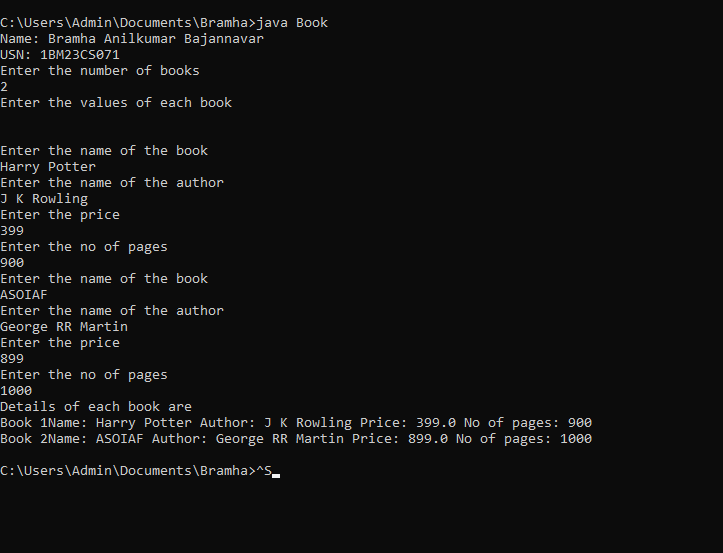 C:\Users\Admin\Documents\Bramha>java Book
Name: Bramha Anilkumar Bajannavar
USN: 1BM23CS071
Enter the number of books
2
Enter the values of each book
Enter the name of the book
Harry Potter
Enter the name of the author
J K Rowling
Enter the price
399
Enter the no of pages
900
Enter the name of the book
ASOIAF
Enter the name of the author
George RR Martin
Enter the price
899
Enter the no of pages
1000
Details of each book are
Book 1Name: Harry Potter Author: J K Rowling Price: 399.0 No of pages: 900
Book 2Name: ASOIAF Author: George RR Martin Price: 899.0 No of pages: 1000
C:\Users\Admin\Documents\Bramha>^S